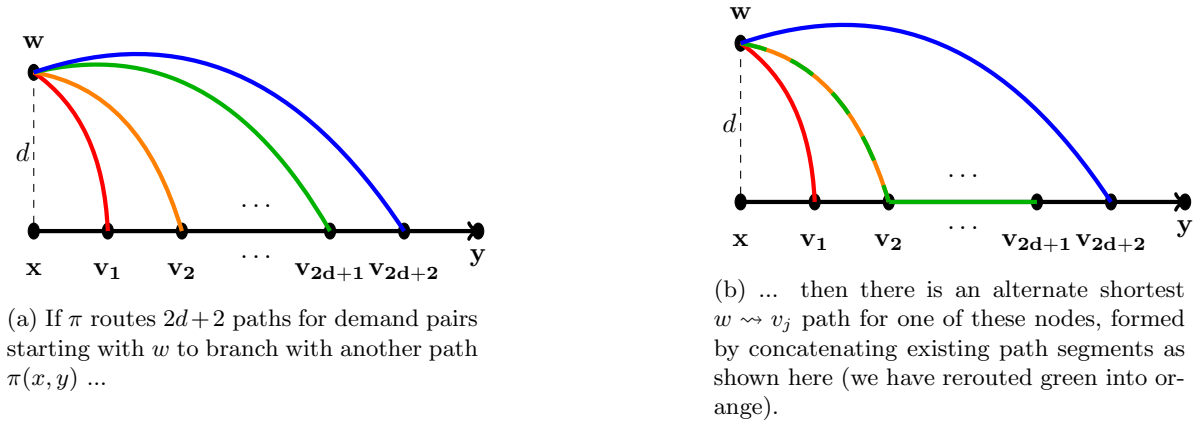 w
d
x
v₁
v₂
. . .
. . .
v₂d₊₁
v₂d₊₂
y
(a) If π routes 2d+2 paths for demand pairs
starting with w to branch with another path
π(x, y) ...
w
d
x
v₁
v₂
. . .
. . .
v₂d₊₁
v₂d₊₂
y
(b) ... then there is an alternate shortest
w ⇝ vⱼ path for one of these nodes, formed
by concatenating existing path segments as
shown here (we have rerouted green into or-
ange).